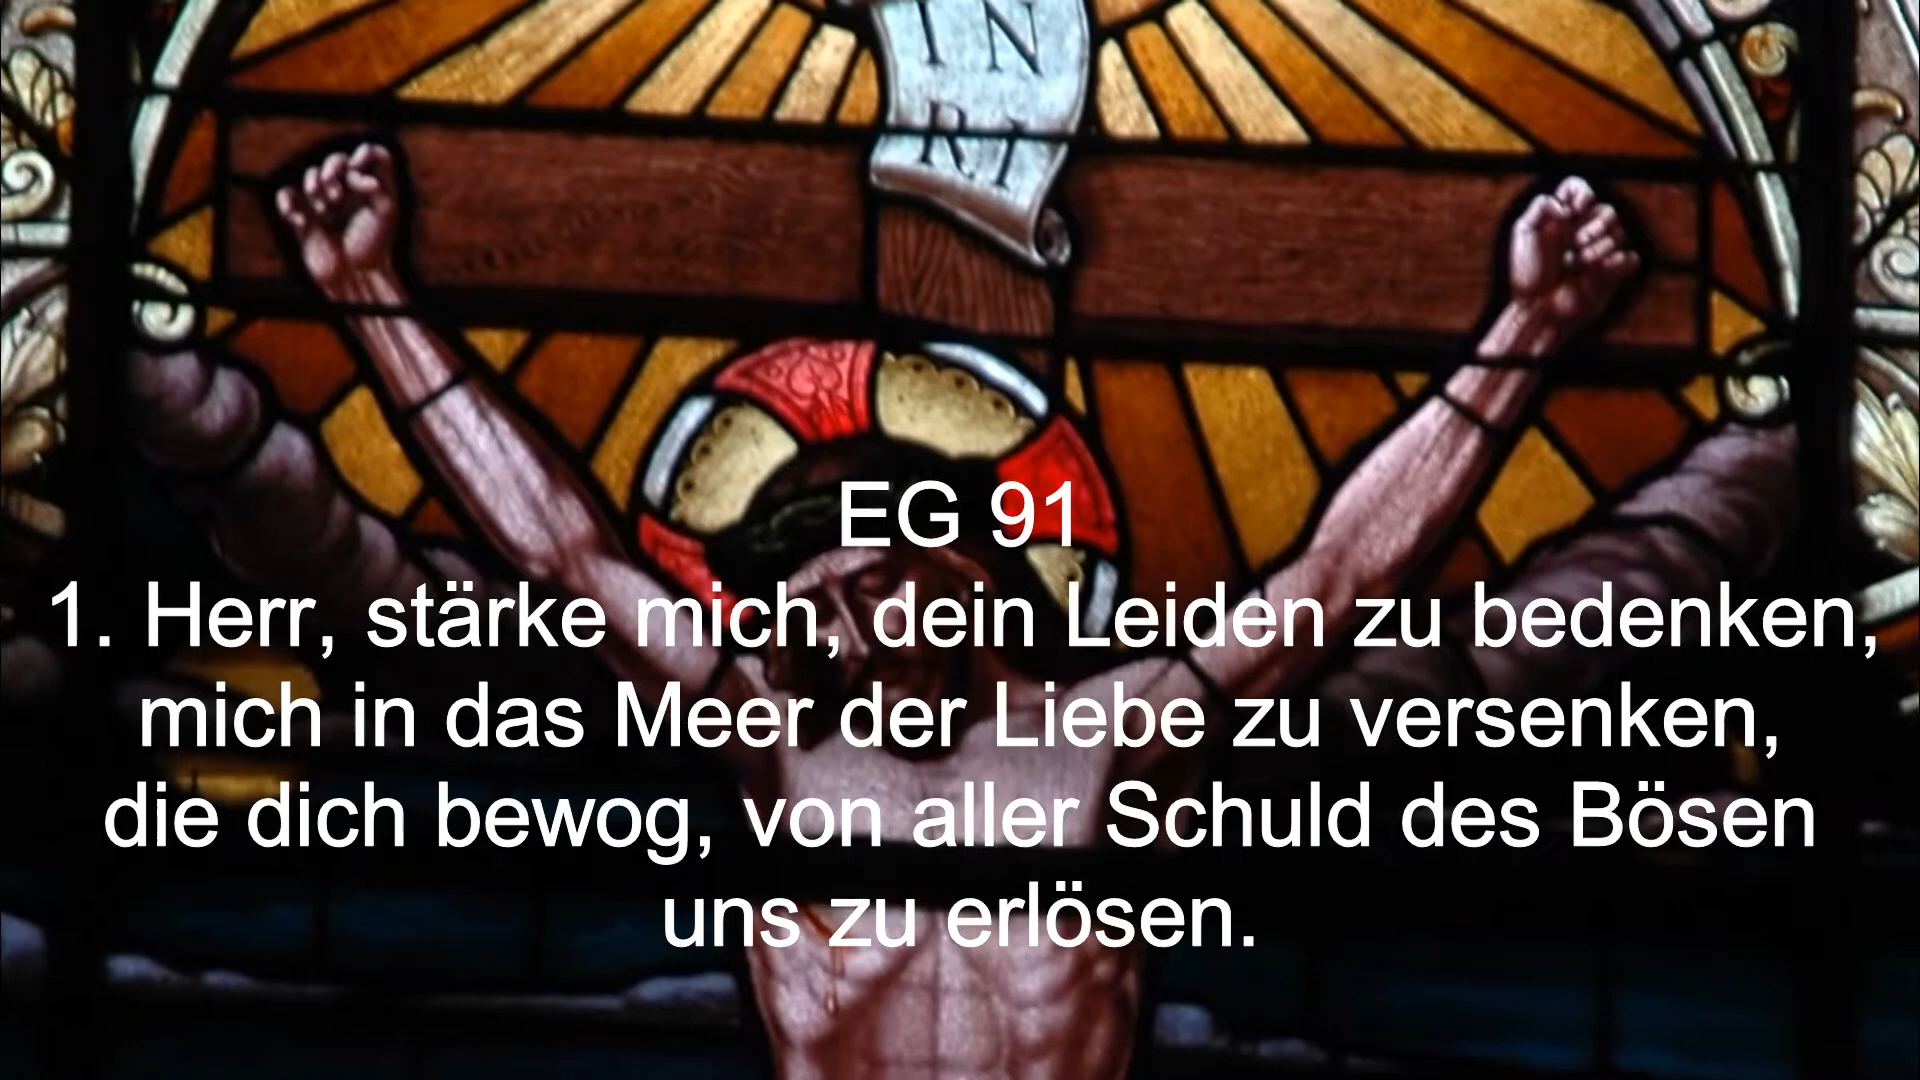 IN
RI
EG 91
1. Herr, stärke mich, dein Leiden zu bedenken,
mich in das Meer der Liebe zu versenken,
die dich bewog, von aller Schuld des Bösen
uns zu erlösen.